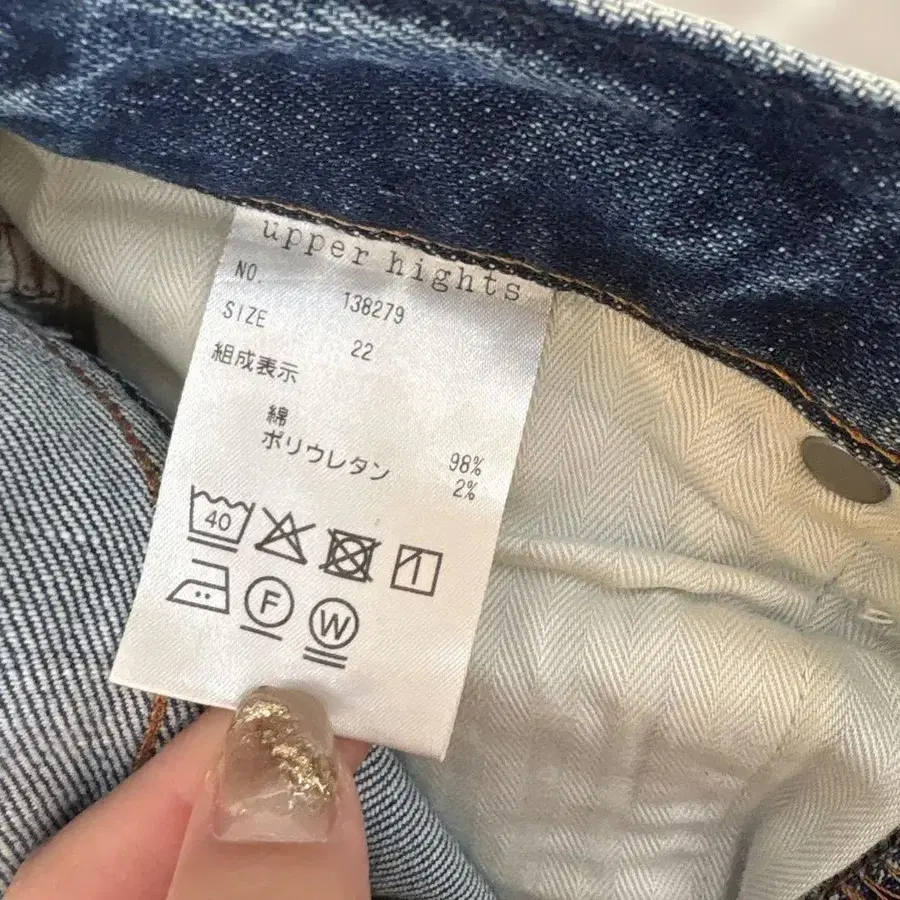 upper hights
NO. 138279
SIZE 22
組成表示
綿 98%
ポリウレタン 2%
40
F W